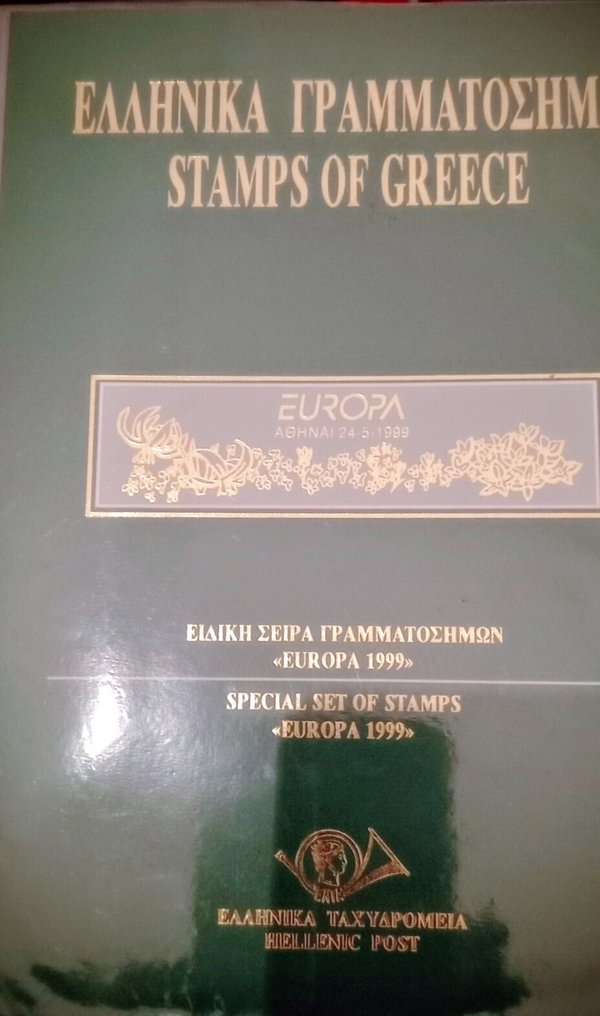 ΕΛΛΗΝΙΚΑ ΓΡΑΜΜΑΤΟΣΗΜ
STAMPS OF GREECE
EUROPA
ΑΘΗΝΑΙ 24-5-1999
ΕΙΔΙΚΗ ΣΕΙΡΑ ΓΡΑΜΜΑΤΟΣΗΜΩΝ
«EUROPA 1999»
SPECIAL SET OF STAMPS
«EUROPA 1999»
ΕΛΛΗΝΙΚΑ ΤΑΧΥΔΡΟΜΕΙΑ
HELLENIC POST